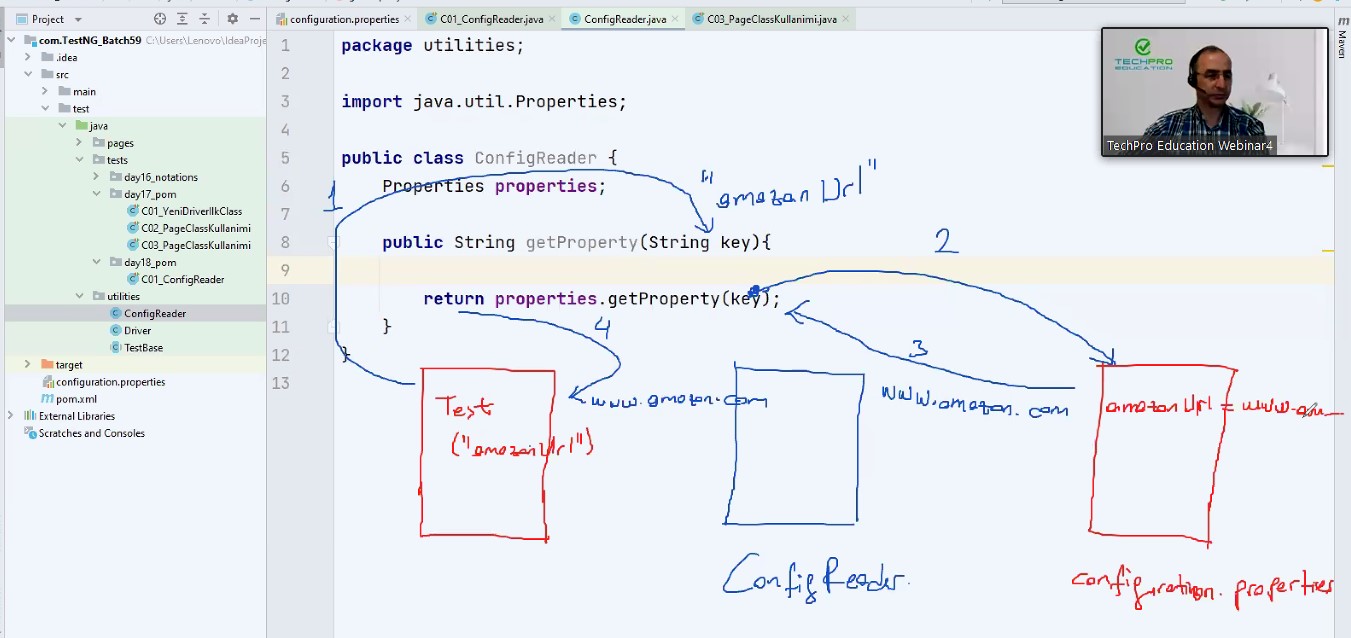 Project
configuration.properties
C01_ConfigReader.java
ConfigReader.java
C03_PageClassKullanimi.java
com.TestNG_Batch59 C:\Users\Lenovo\IdeaProje
.idea
src
main
test
java
pages
tests
day16_notations
day17_pom
C01_YeniDriverIlkClass
C02_PageClassKullanimi
C03_PageClassKullanimi
day18_pom
C01_ConfigReader
utilities
ConfigReader
Driver
TestBase
target
configuration.properties
pom.xml
External Libraries
Scratches and Consoles
1 package utilities;
2
3 import java.util.Properties;
4
5 public class ConfigReader {
6 Properties properties;
7
8 public String getProperty(String key){
9
10 return properties.getProperty(key);
11 }
12 }
13
1
"amazan Url"
2
3
4
www.amazon.com
www.amazon.com
Test
("amazonUrl")
amazonUrl = www.am
ConfigReader.
configuration.properties
TECHPRO
EDUCATION
TechPro Education Webinar4
m
Maven